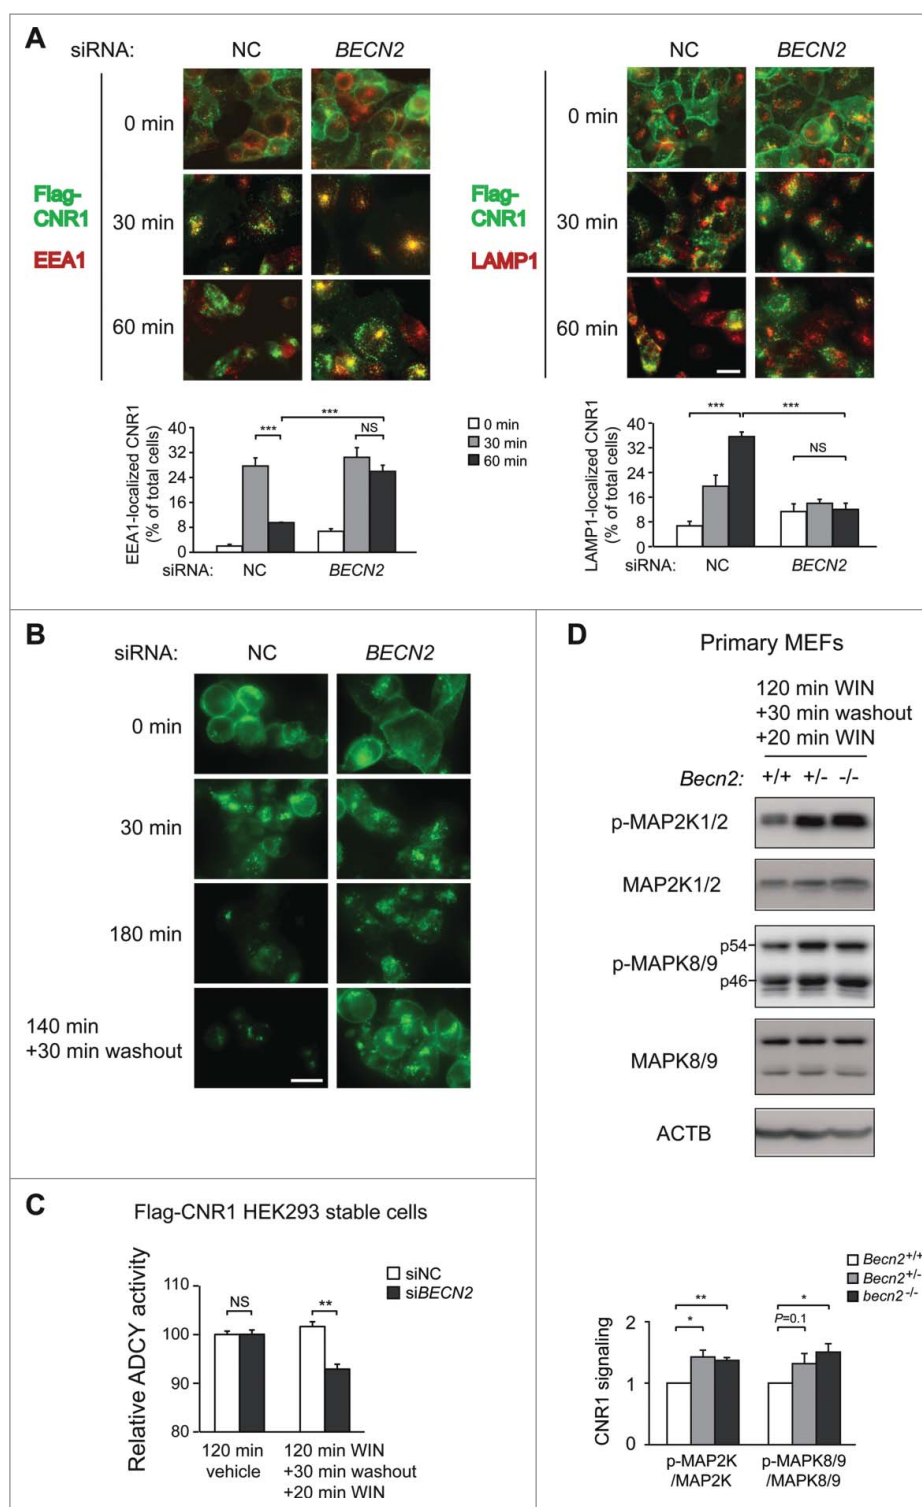 A
siRNA: NC BECN2
0 min
Flag-
CNR1
30 min
EEA1
60 min
NC BECN2
0 min
Flag-
CNR1
30 min
LAMP1
60 min
EEA1-localized CNR1
(% of total cells)
40
32
24
16
8
0
***
***
NS
0 min
30 min
60 min
siRNA: NC BECN2
LAMP1-localized CNR1
(% of total cells)
40
32
24
16
8
0
*** ***
NS
siRNA: NC BECN2
B
siRNA: NC BECN2
0 min
30 min
180 min
140 min
+30 min washout
C
Flag-CNR1 HEK293 stable cells
Relative ADCY activity
110
100
90
80
NS **
siNC
siBECN2
120 min
vehicle
120 min WIN
+30 min washout
+20 min WIN
D
Primary MEFs
120 min WIN
+30 min washout
+20 min WIN
Becn2: +/+ +/- -/-
p-MAP2K1/2
MAP2K1/2
p-MAPK8/9
p54
p46
MAPK8/9
ACTB
Becn2+/+
Becn2+/-
becn2-/-
CNR1 signaling
2
1
0
**
*
*
P=0.1
p-MAP2K
/MAP2K
p-MAPK8/9
/MAPK8/9